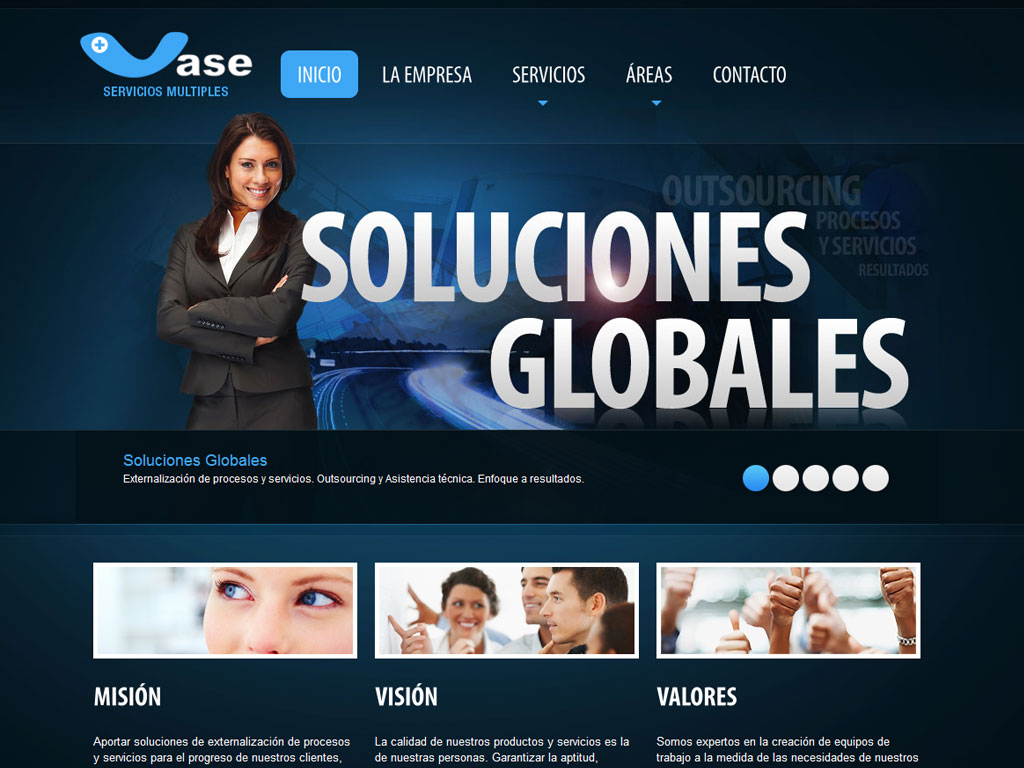 Vase
SERVICIOS MULTIPLES
INICIO
LA EMPRESA
SERVICIOS
ÁREAS
CONTACTO
OUTSOURCING
PROCESOS
Y SERVICIOS
RESULTADOS
SOLUCIONES
GLOBALES
Soluciones Globales
Externalización de procesos y servicios. Outsourcing y Asistencia técnica. Enfoque a resultados.
MISIÓN
Aportar soluciones de externalización de procesos
y servicios para el progreso de nuestros clientes,
VISIÓN
La calidad de nuestros productos y servicios es la
de nuestras personas. Garantizar la aptitud,
VALORES
Somos expertos en la creación de equipos de
trabajo a la medida de las necesidades de nuestros